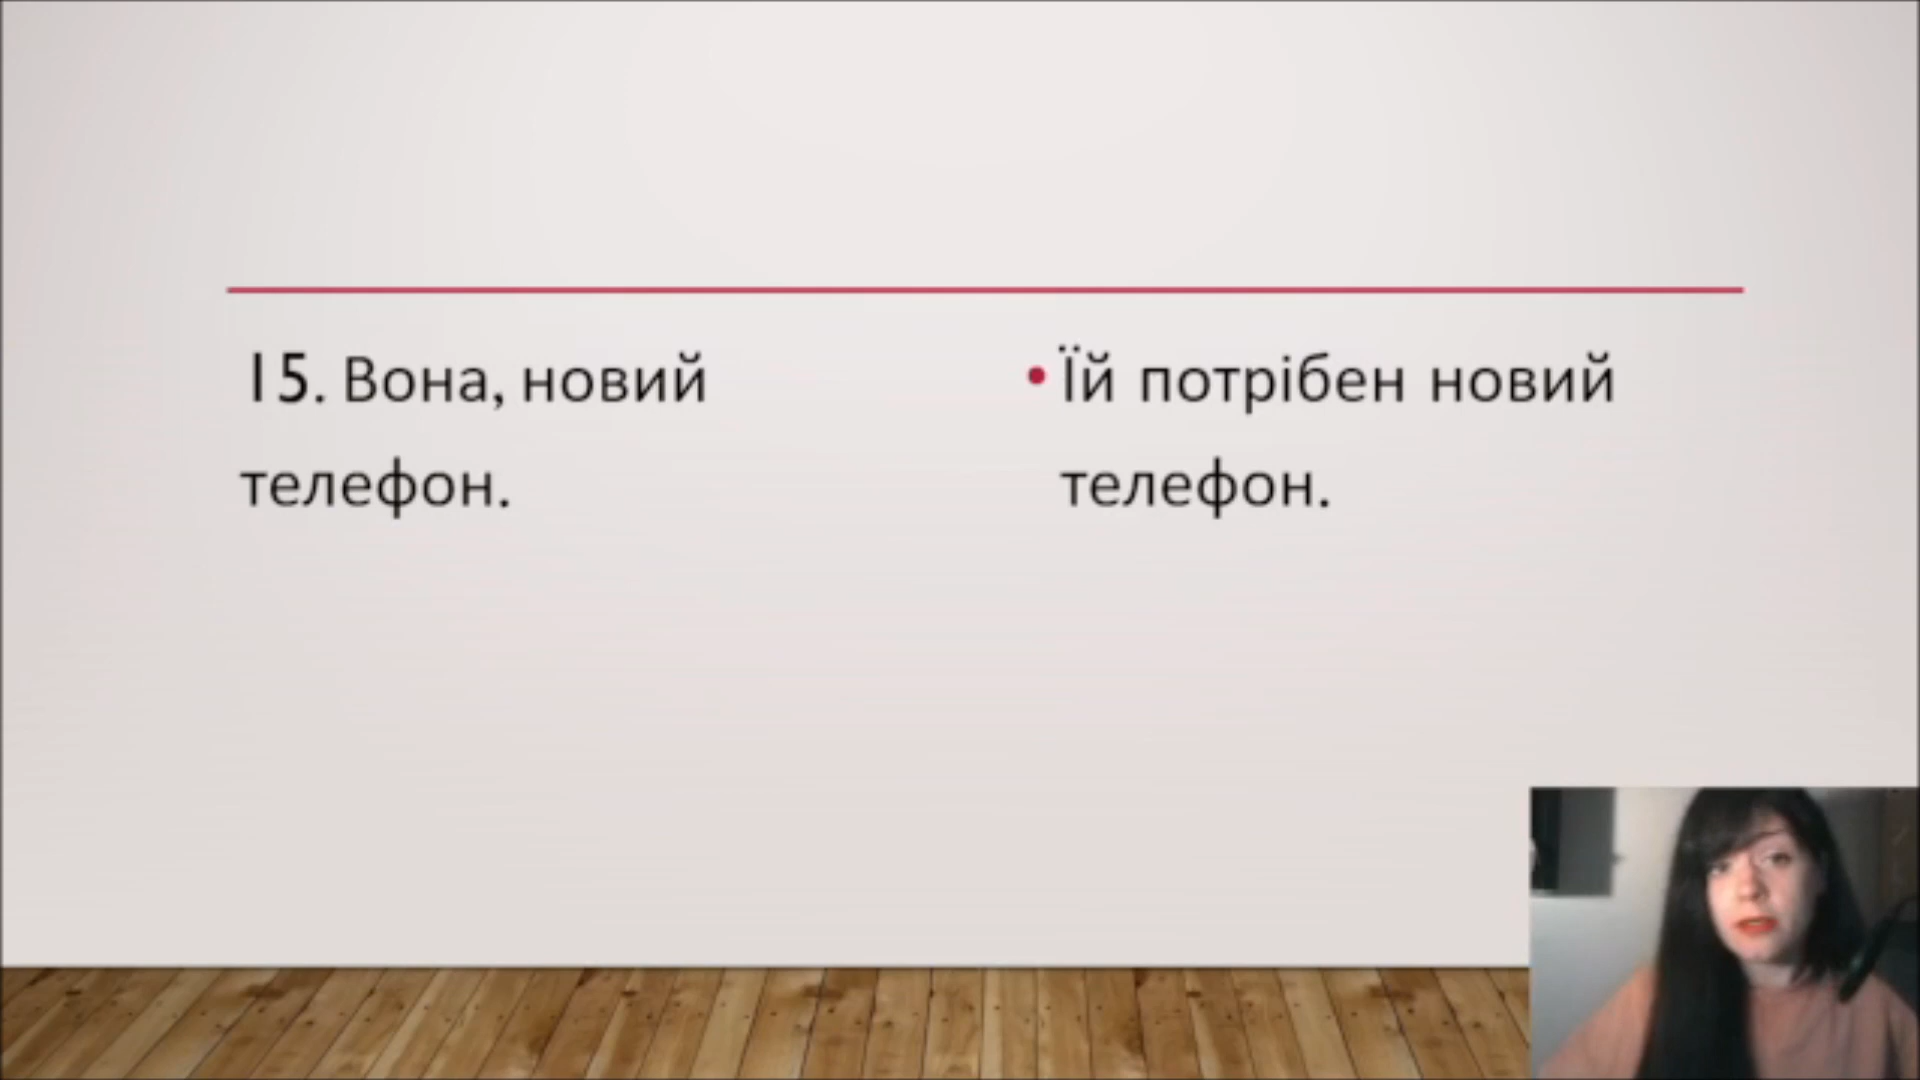 15. Вона, новий
телефон.
• Їй потрібен новий
телефон.